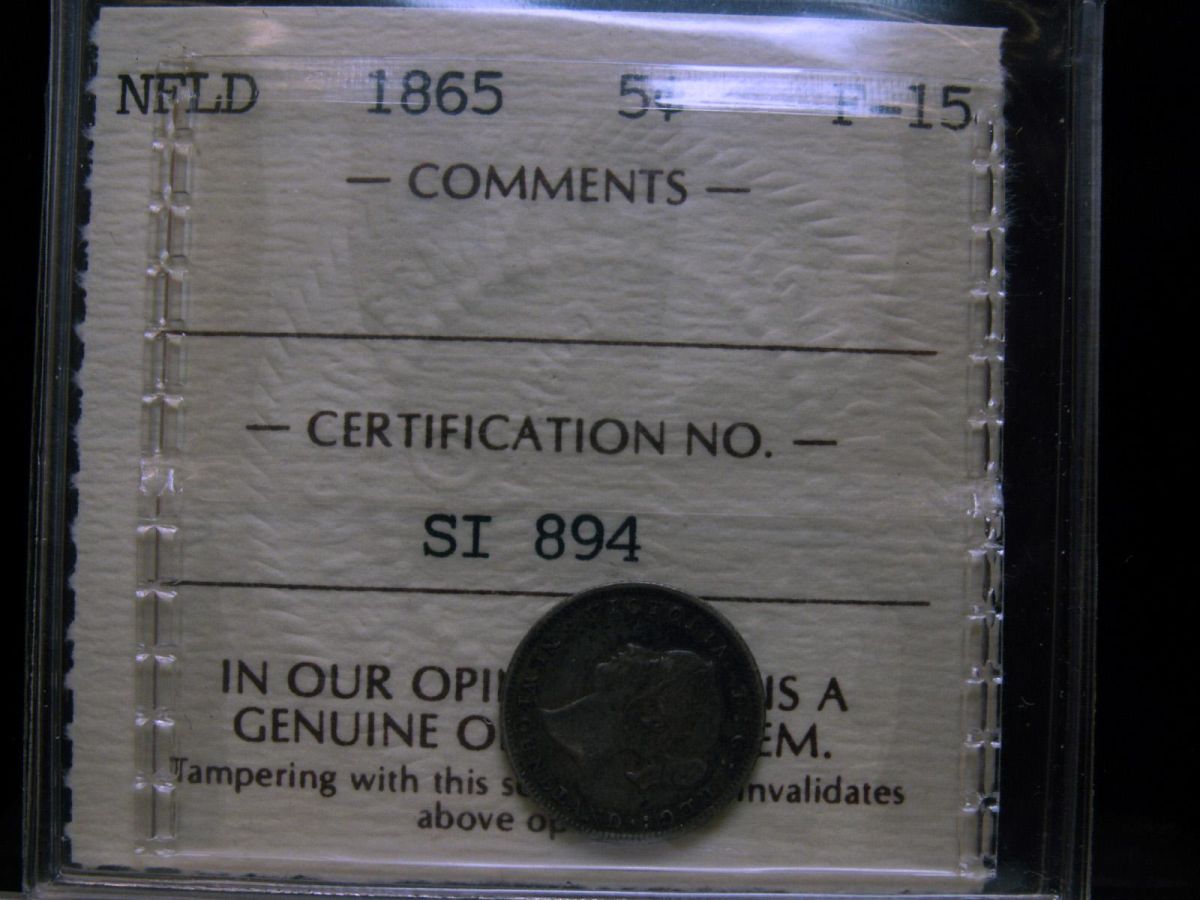 NFLD 1865 5¢ F-15
— COMMENTS —
— CERTIFICATION NO. —
SI 894
IN OUR OPI IS A
GENUINE O EM.
Tampering with this se invalidates
above op